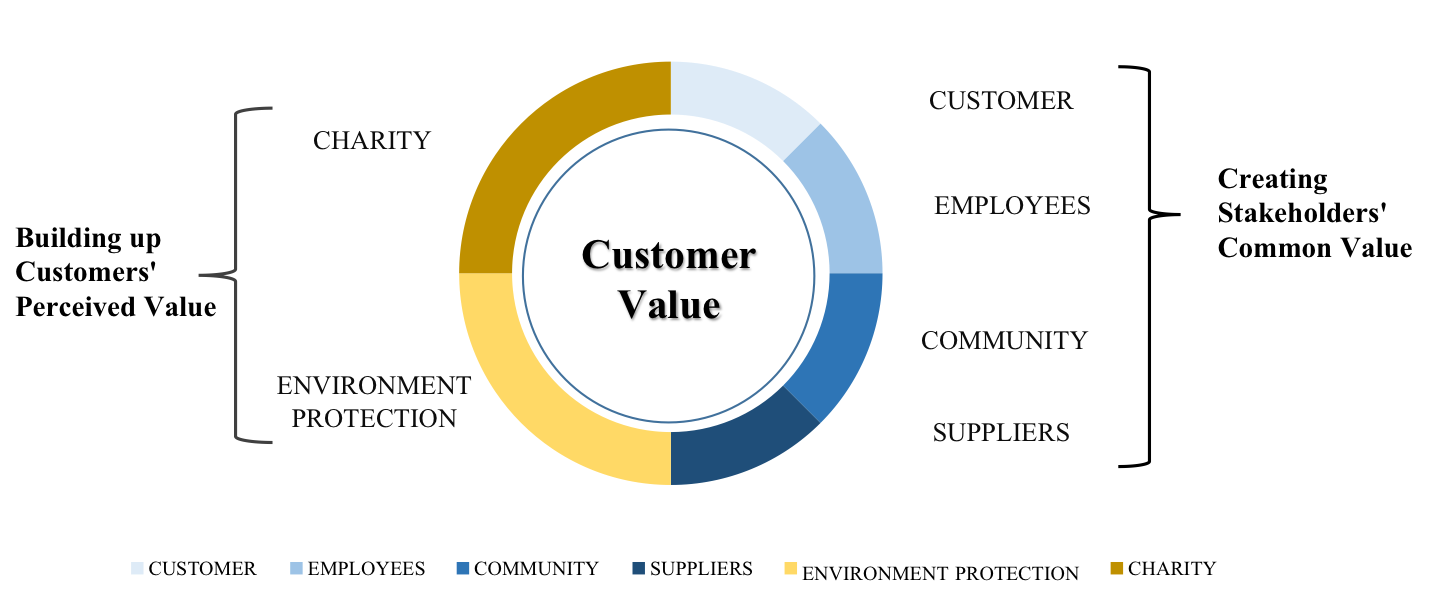 CUSTOMER
CHARITY
EMPLOYEES
Creating
Stakeholders'
Common Value
Building up
Customers'
Perceived Value
Customer
Value
COMMUNITY
ENVIRONMENT
PROTECTION
SUPPLIERS
CUSTOMER EMPLOYEES COMMUNITY SUPPLIERS ENVIRONMENT PROTECTION CHARITY